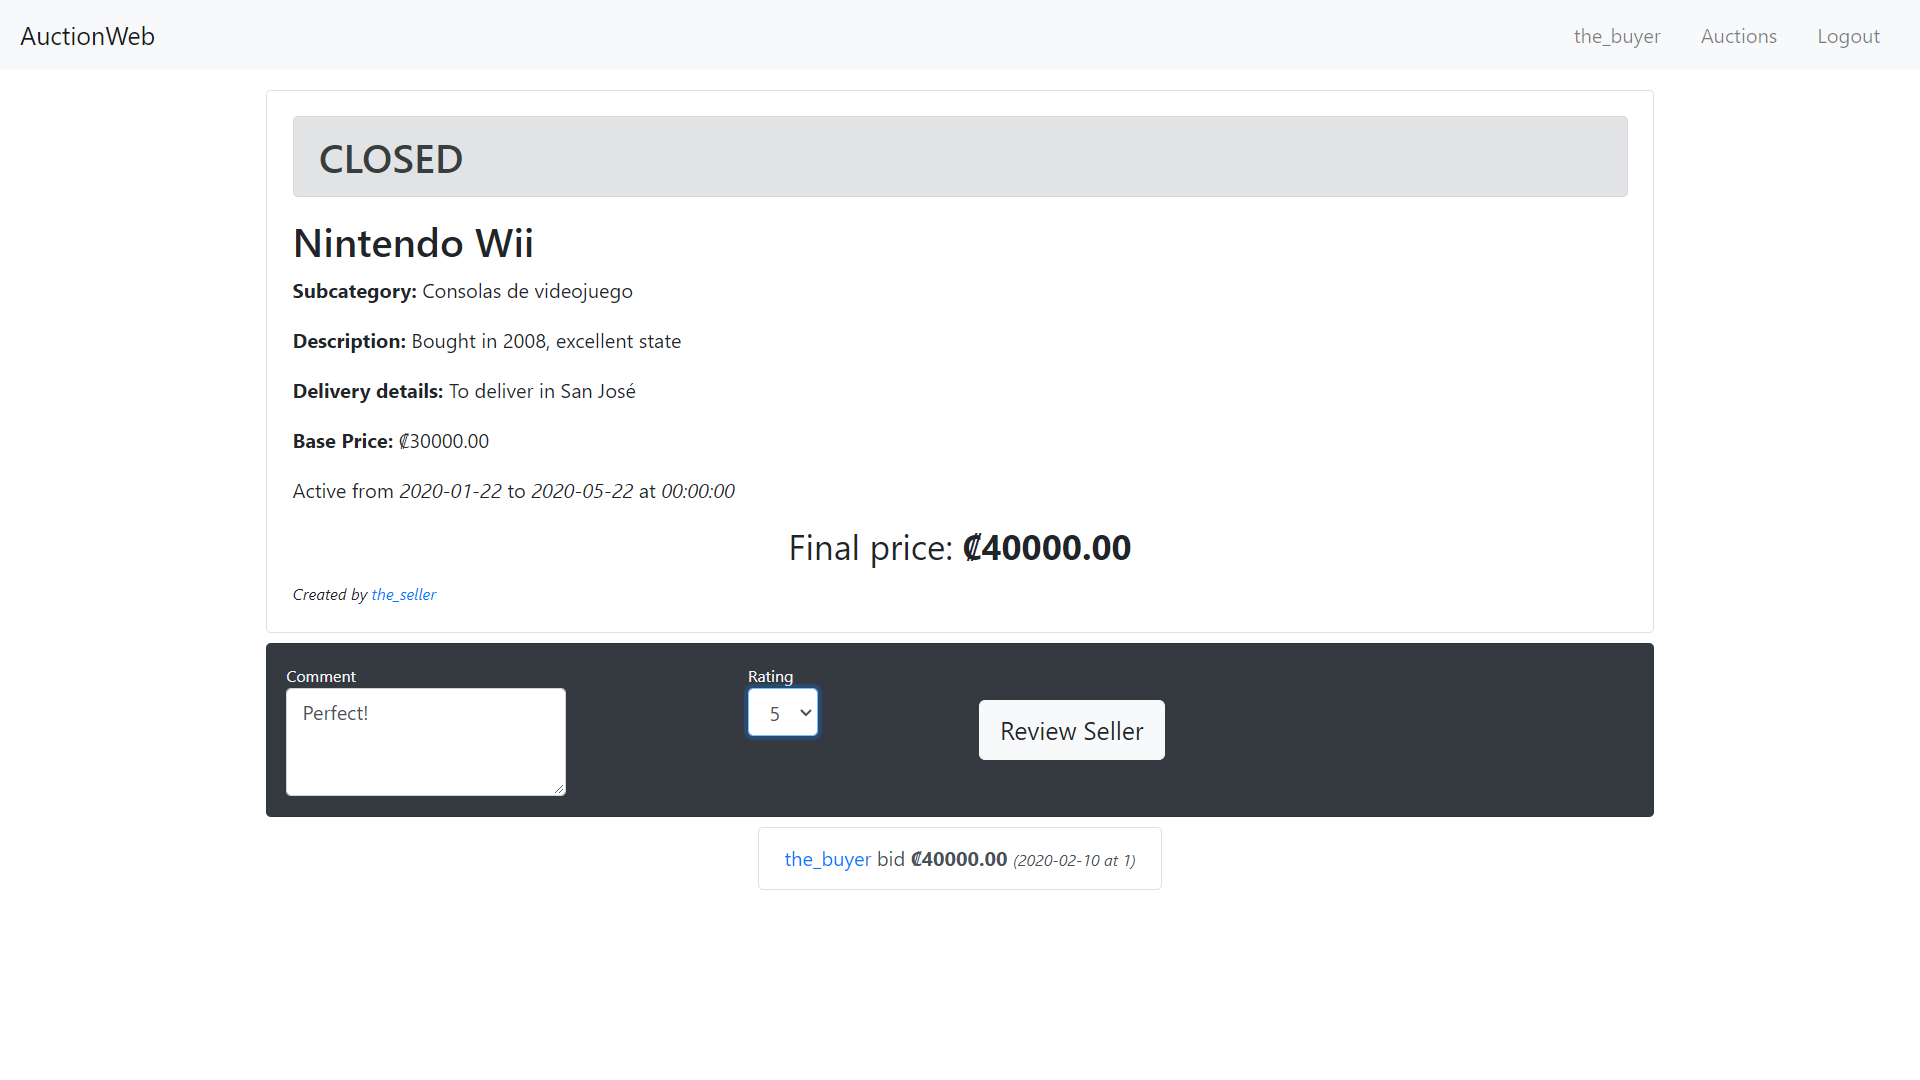 AuctionWeb
the_buyer
Auctions
Logout
CLOSED
Nintendo Wii
Subcategory: Consolas de videojuego
Description: Bought in 2008, excellent state
Delivery details: To deliver in San José
Base Price: ₡30000.00
Active from 2020-01-22 to 2020-05-22 at 00:00:00
Final price: ₡40000.00
Created by the_seller
Comment
Perfect!
Rating
5
Review Seller
the_buyer bid ₡40000.00 (2020-02-10 at 1)